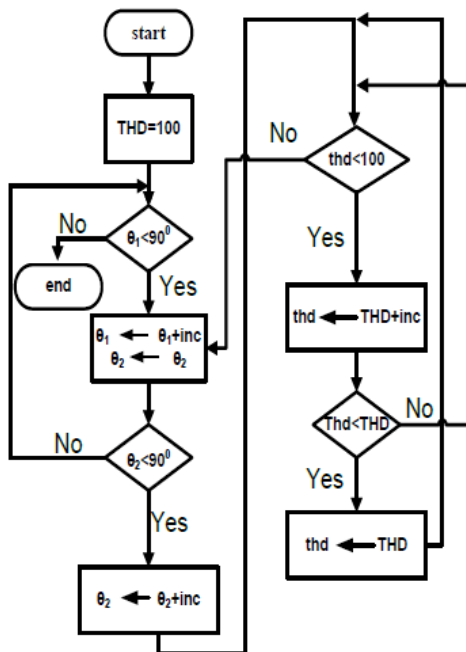 start
THD=100
No
θ₁<90⁰
end
Yes
θ₁ ← θ₁+inc
θ₂ ← θ₂
No
θ₂<90⁰
Yes
θ₂ ← θ₂+inc
No
thd<100
Yes
thd ← THD+inc
Thd<THD
No
Yes
thd ← THD